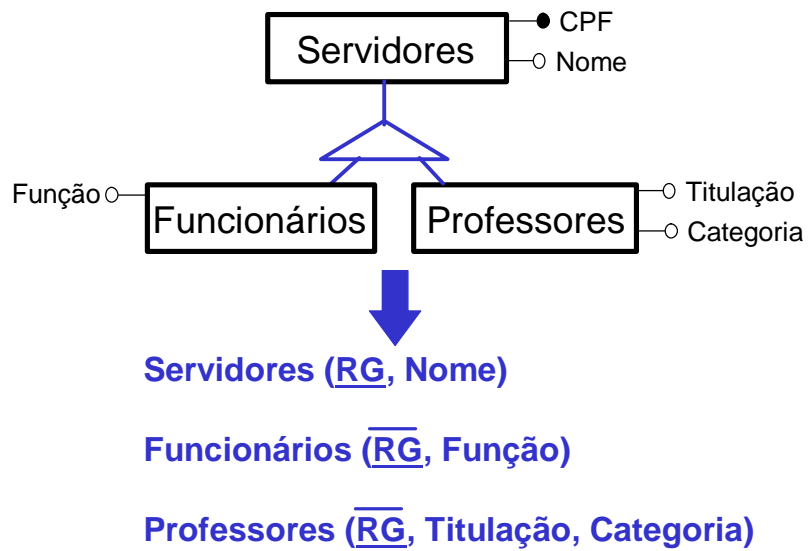 CPF
Servidores
Nome
Função
Funcionários
Professores
Titulação
Categoria
Servidores (RG, Nome)
Funcionários (RG, Função)
Professores (RG, Titulação, Categoria)